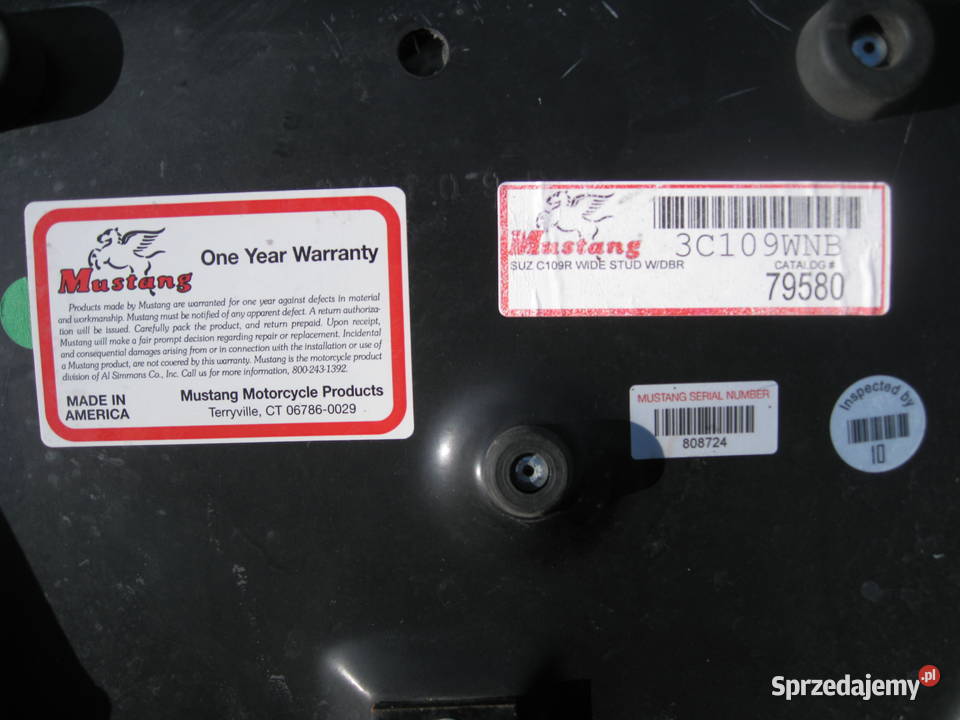 Mustang
One Year Warranty
Products made by Mustang are warranted for one year against defects in material
and workmanship. Mustang must be notified of any apparent defect. A return authoriza-
tion will be issued. Carefully pack the product, and return prepaid. Upon receipt,
Mustang will make a fair prompt decision regarding repair or replacement. Incidental
and consequential damages arising from or in connection with the installation or use of
a Mustang product, are not covered by this warranty. Mustang is the motorcycle product
division of Al Simmons Co., Inc. Call us for more information, 800-243-1392.
MADE IN
AMERICA
Mustang Motorcycle Products
Terryville, CT 06786-0029
Mustang
3C109WNB
SUZ C109R WIDE STUD W/DBR
CATALOG #
79580
MUSTANG SERIAL NUMBER
808724
Inspected by
10
Sprzedajemy.pl